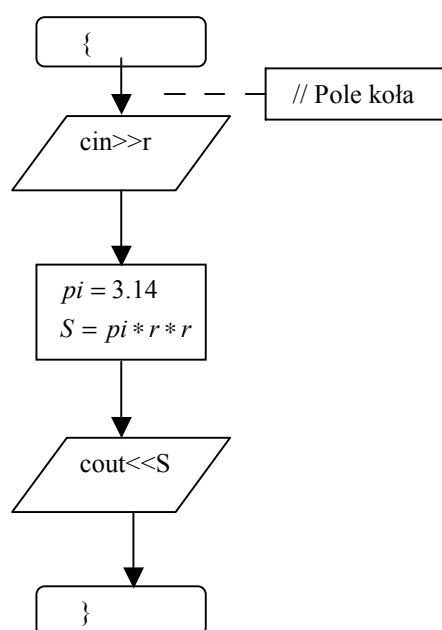 {
// Pole koła
cin>>r
pi = 3.14
S = pi * r * r
cout<<S
}